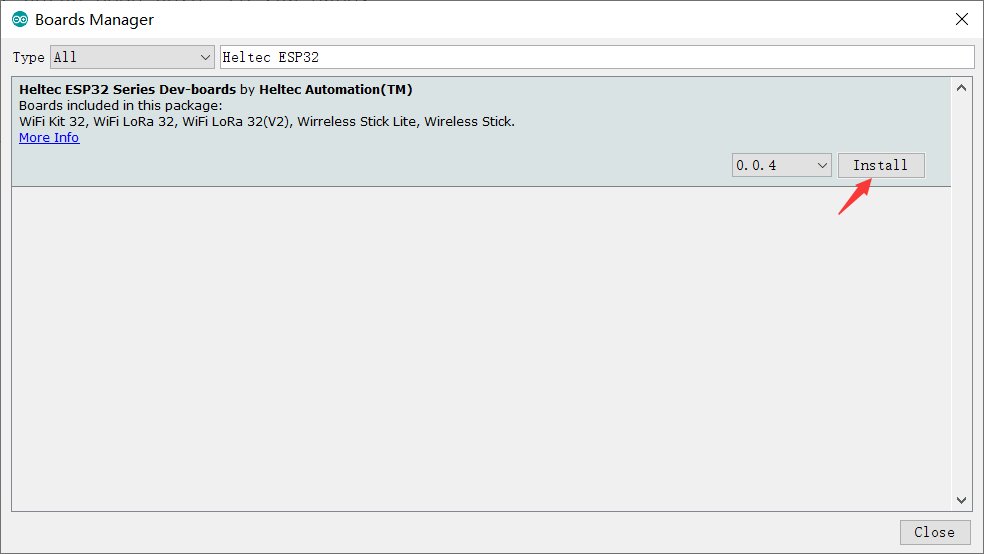 Boards Manager
Type All Heltec ESP32
Heltec ESP32 Series Dev-boards by Heltec Automation(TM)
Boards included in this package:
WiFi Kit 32, WiFi LoRa 32, WiFi LoRa 32(V2), Wirreless Stick Lite, Wireless Stick.
More Info
0.0.4 Install
Close